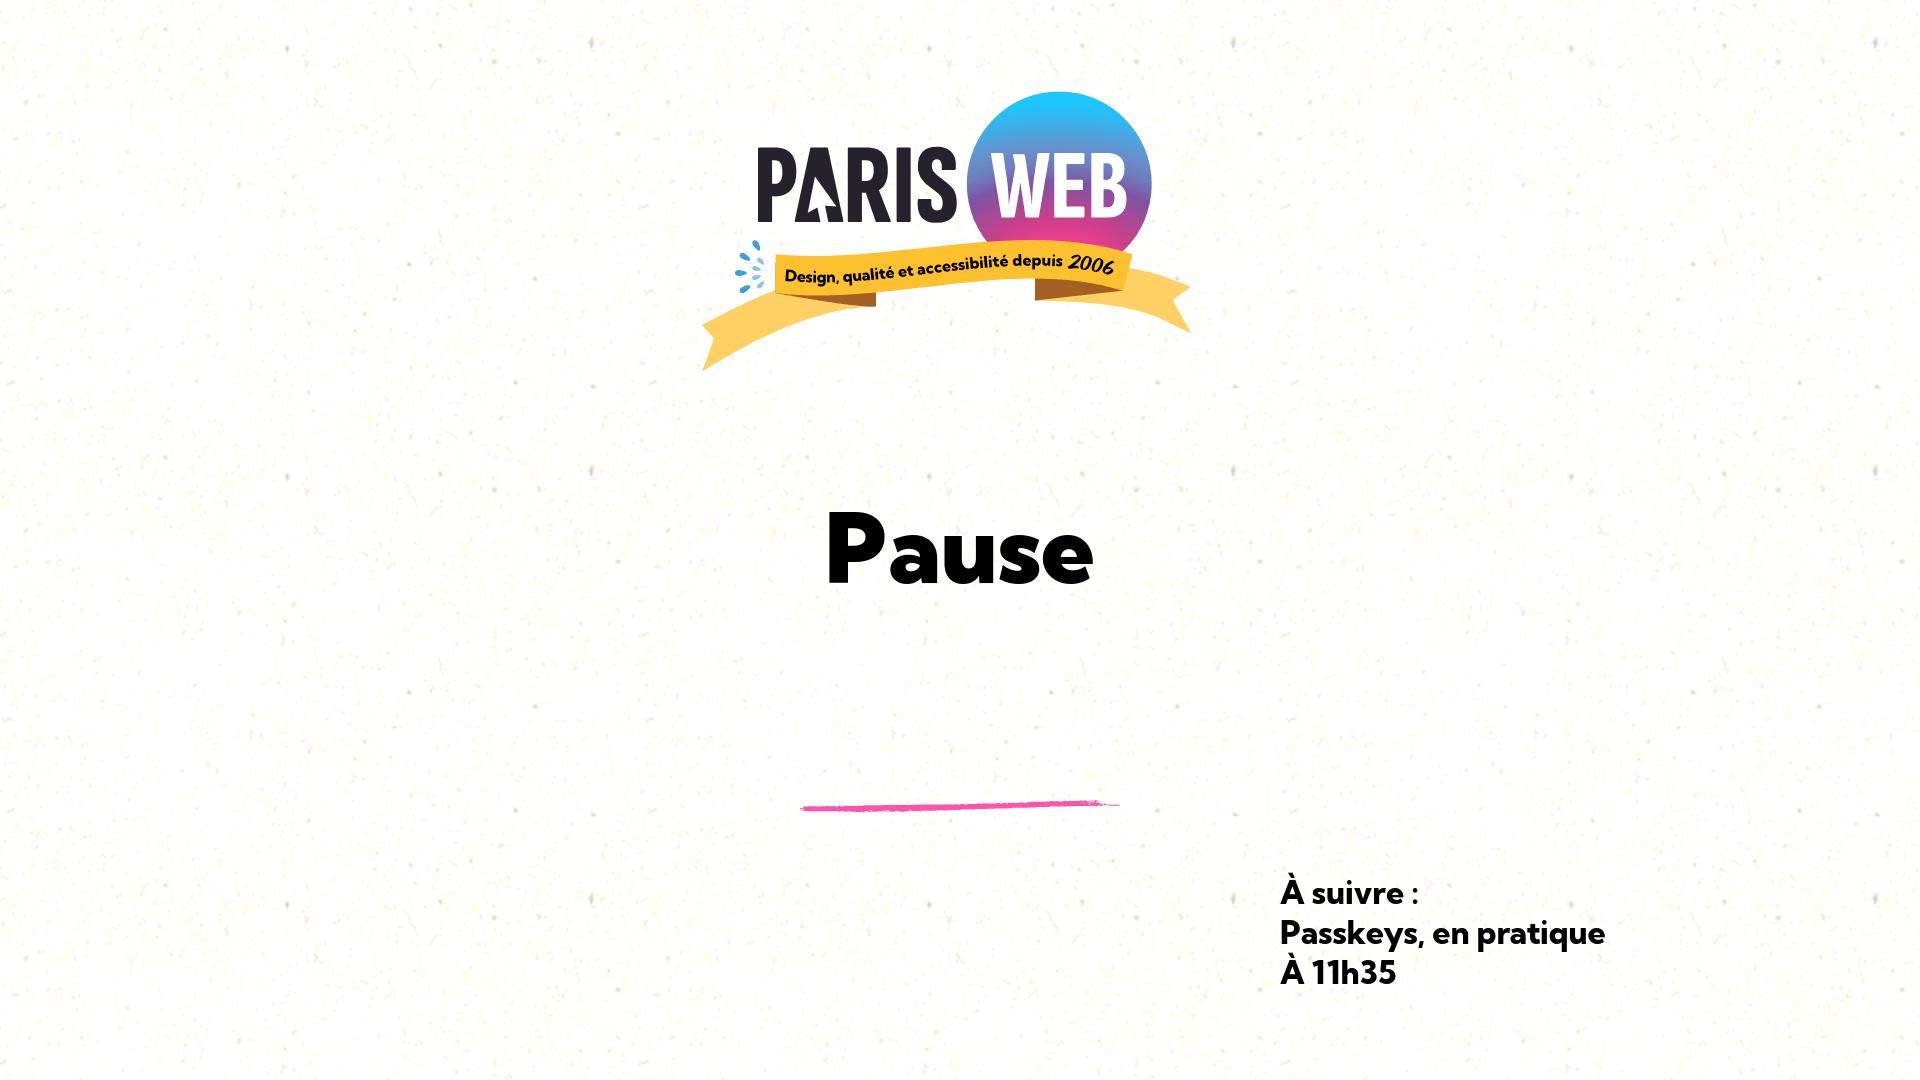 PARIS WEB
Design, qualité et accessibilité depuis 2006
Pause
À suivre :
Passkeys, en pratique
À 11h35